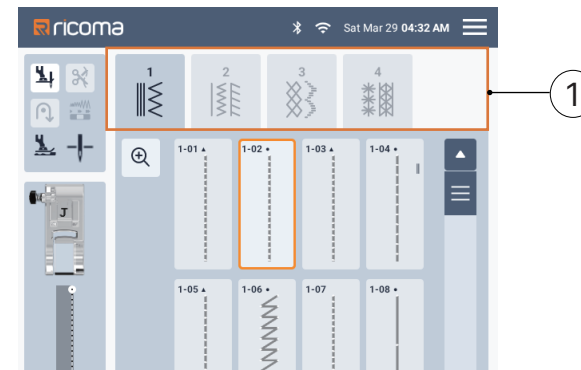 ricoma
Sat Mar 29 04:32 AM
1 2 3 4
1
1-01 ▲ 1-02 • 1-03 ▲ 1-04 •
J
1-05 ▲ 1-06 • 1-07 1-08 •